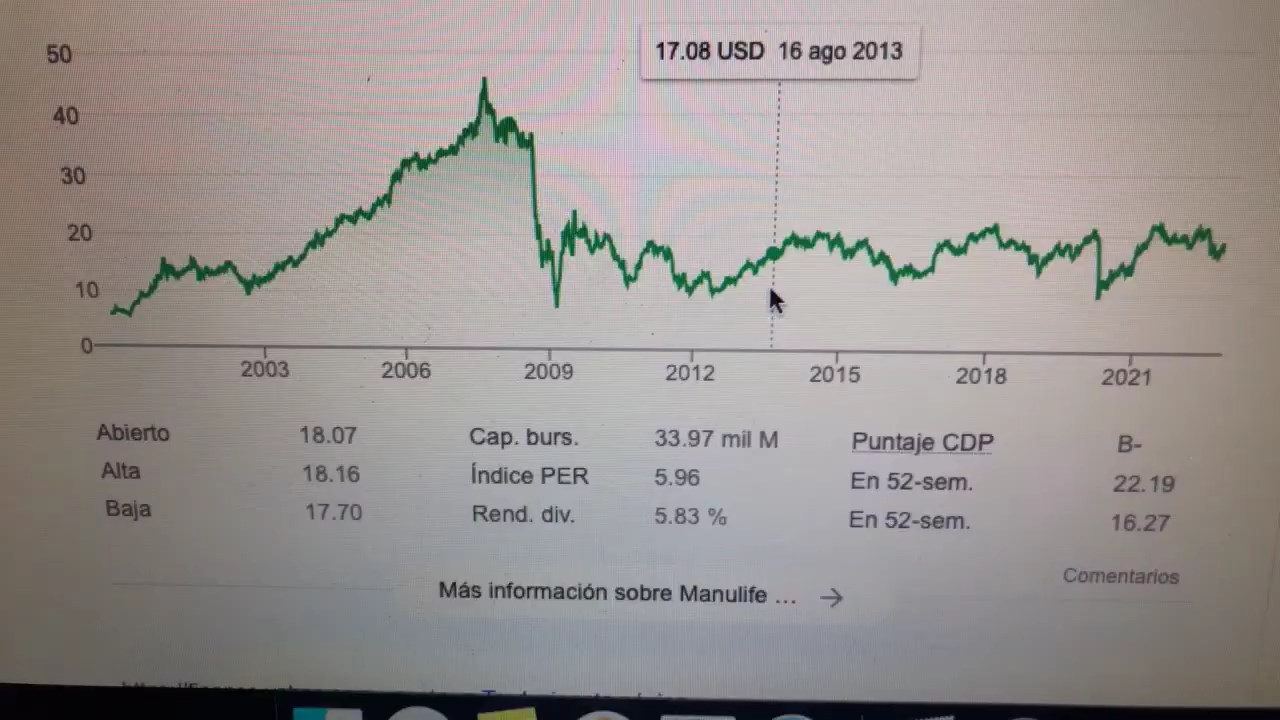 17.08 USD 16 ago 2013
50
40
30
20
10
0
2003 2006 2009 2012 2015 2018 2021
Abierto 18.07 Cap. burs. 33.97 mil M Puntaje CDP B-
Alta 18.16 Índice PER 5.96 En 52-sem. 22.19
Baja 17.70 Rend. div. 5.83 % En 52-sem. 16.27
Comentarios
Más información sobre Manulife ... →